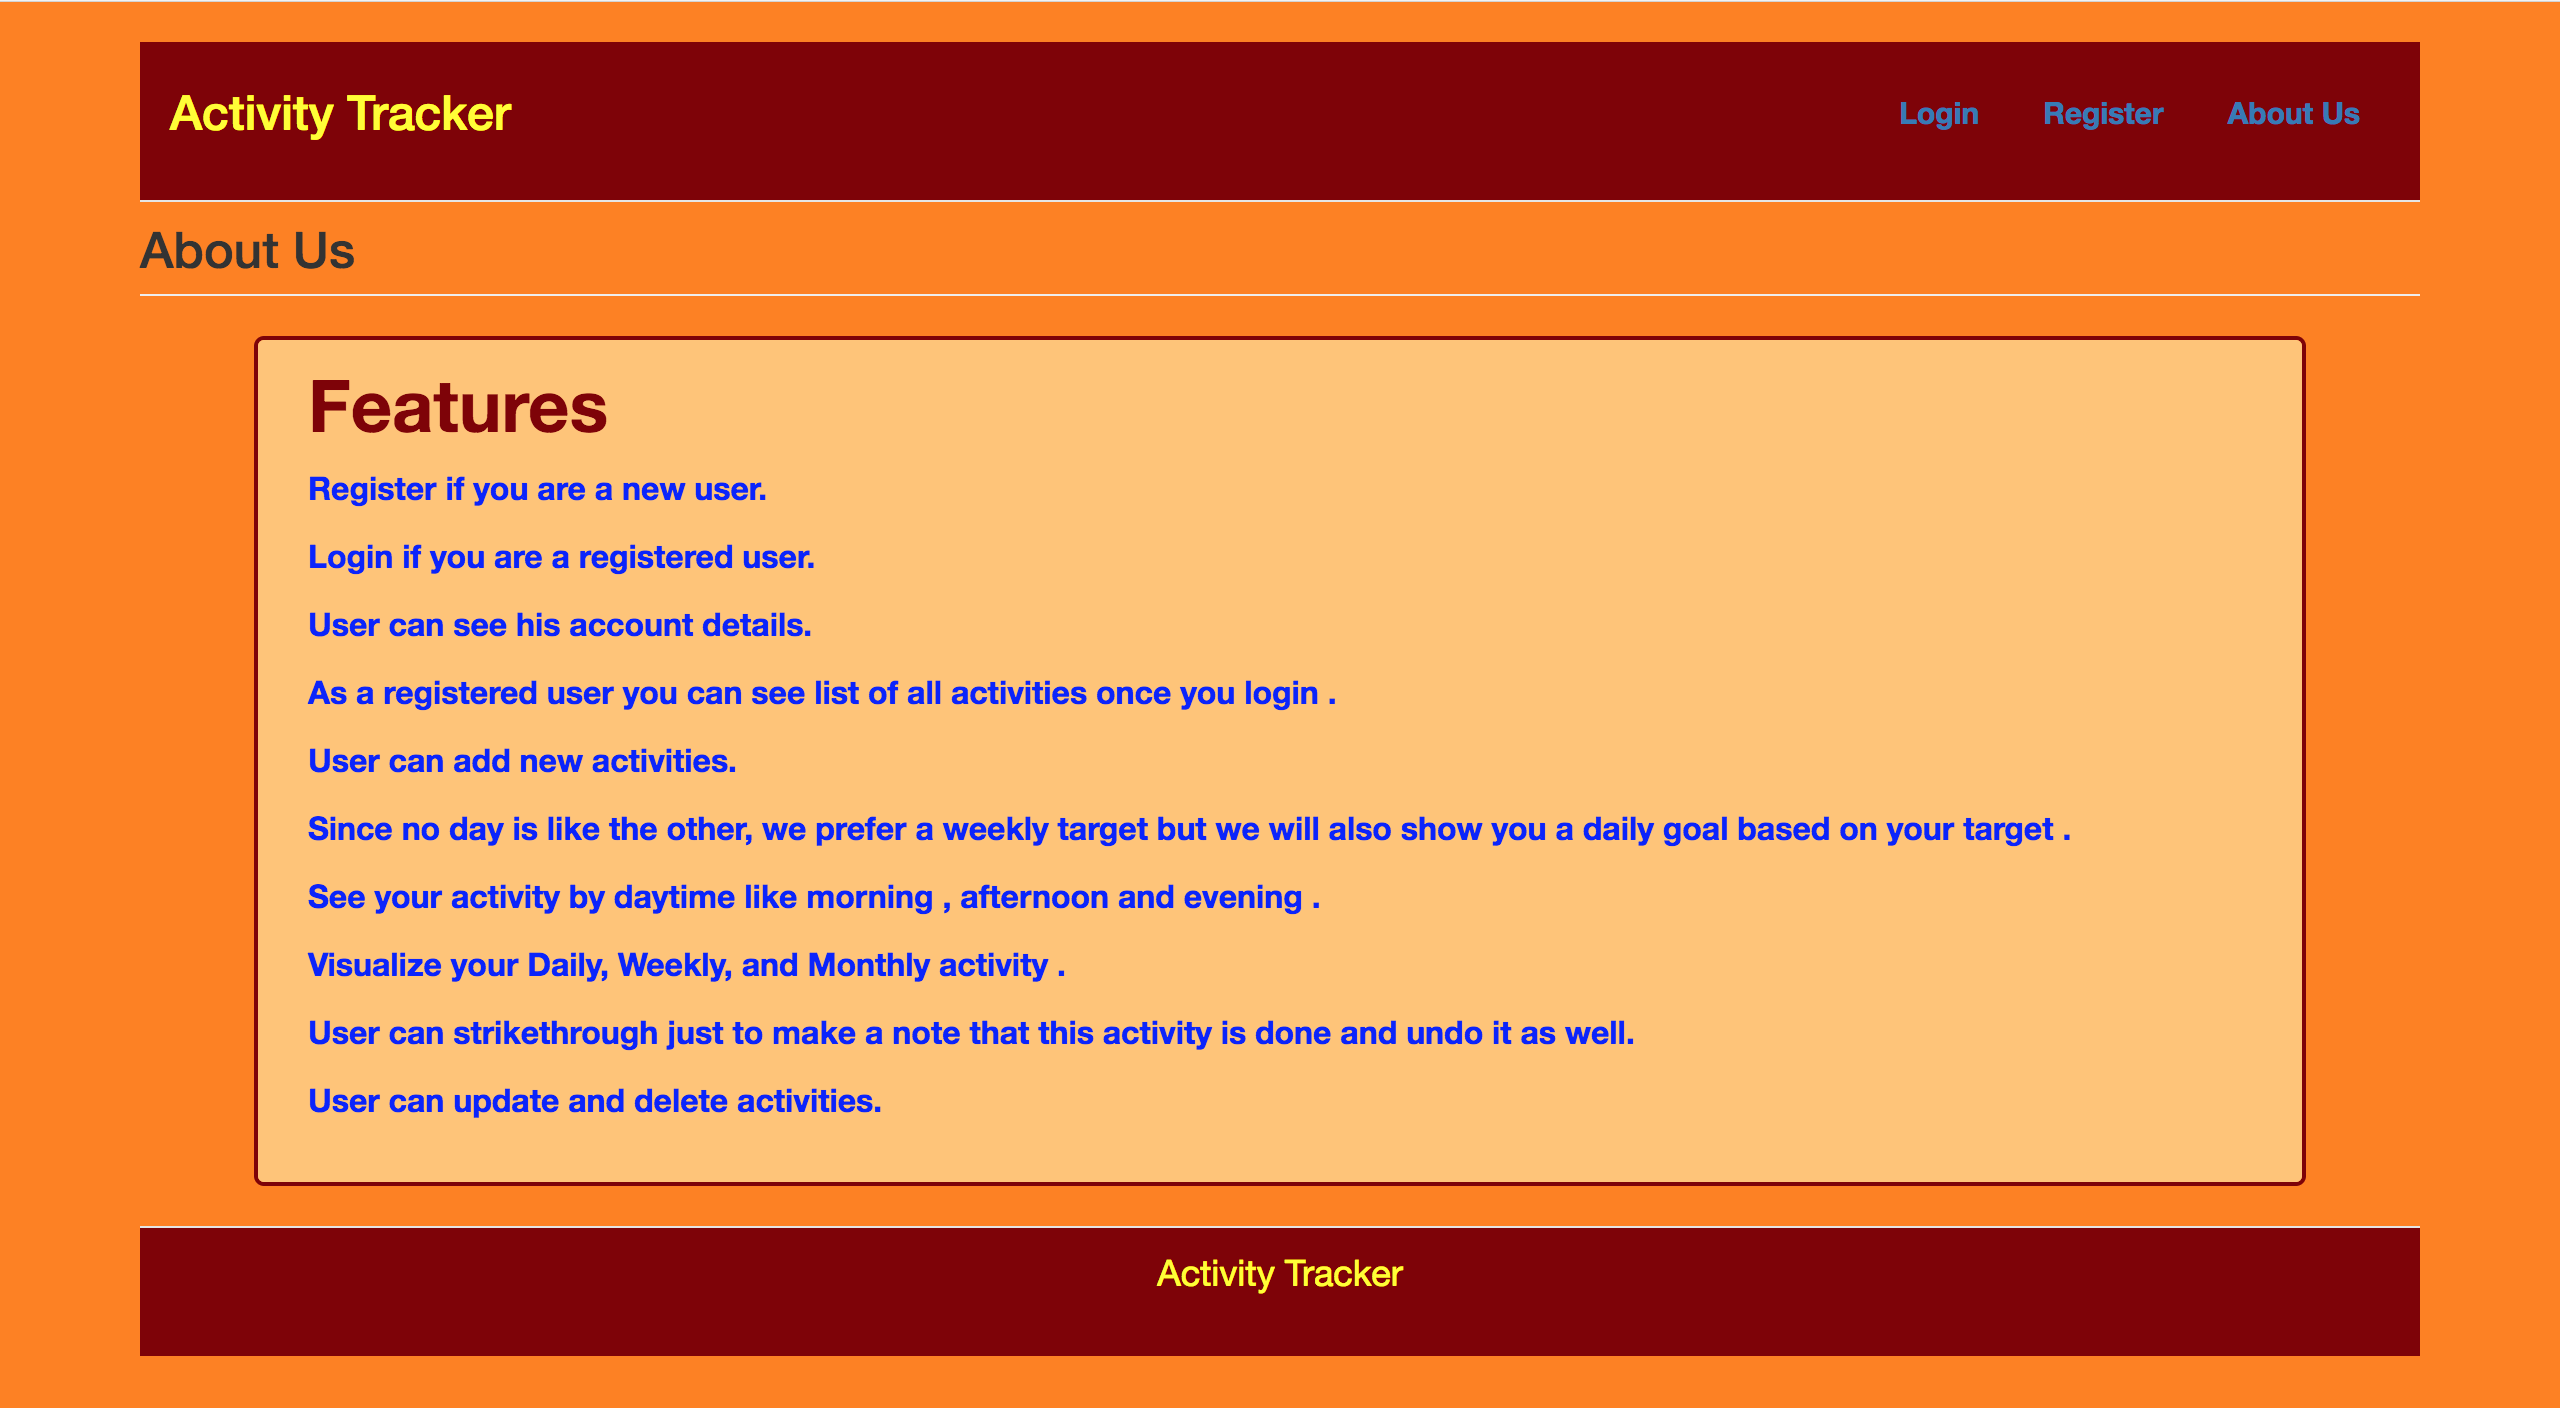 Activity Tracker
Login Register About Us
About Us
Features
Register if you are a new user.
Login if you are a registered user.
User can see his account details.
As a registered user you can see list of all activities once you login .
User can add new activities.
Since no day is like the other, we prefer a weekly target but we will also show you a daily goal based on your target .
See your activity by daytime like morning , afternoon and evening .
Visualize your Daily, Weekly, and Monthly activity .
User can strikethrough just to make a note that this activity is done and undo it as well.
User can update and delete activities.
Activity Tracker